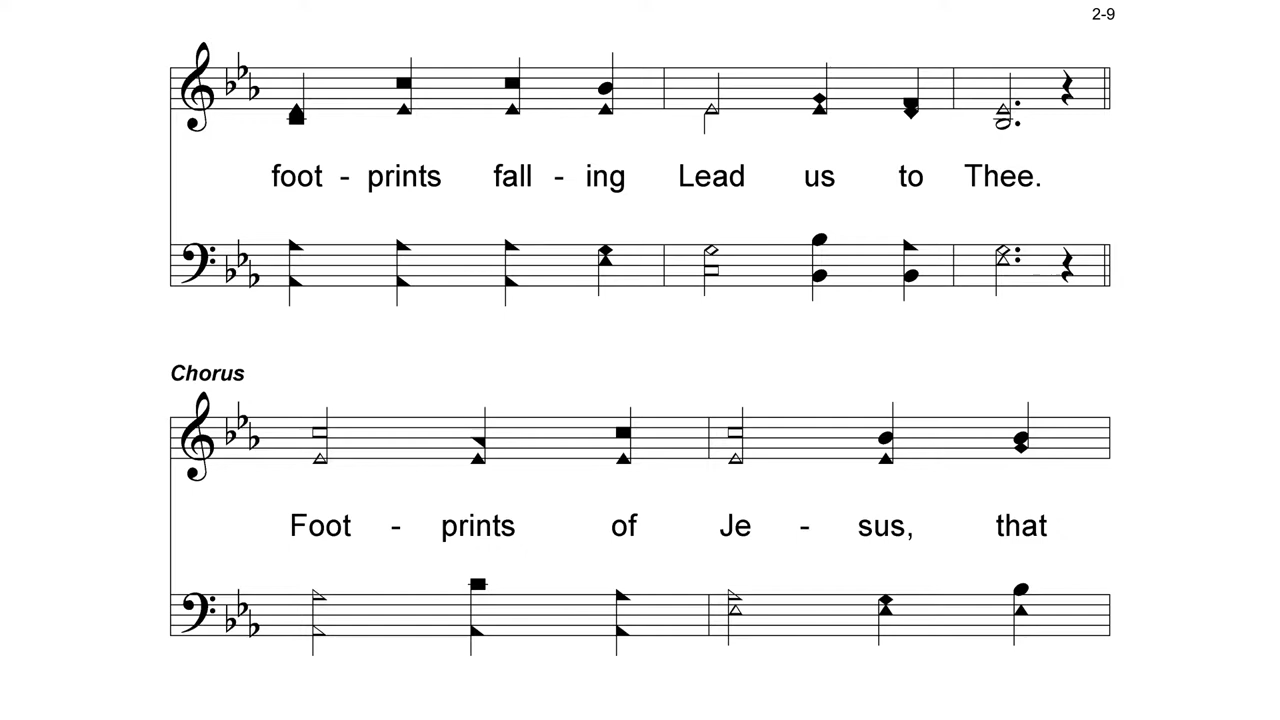 2-9
foot - prints fall - ing Lead us to Thee.
Chorus
Foot - prints of Je - sus, that